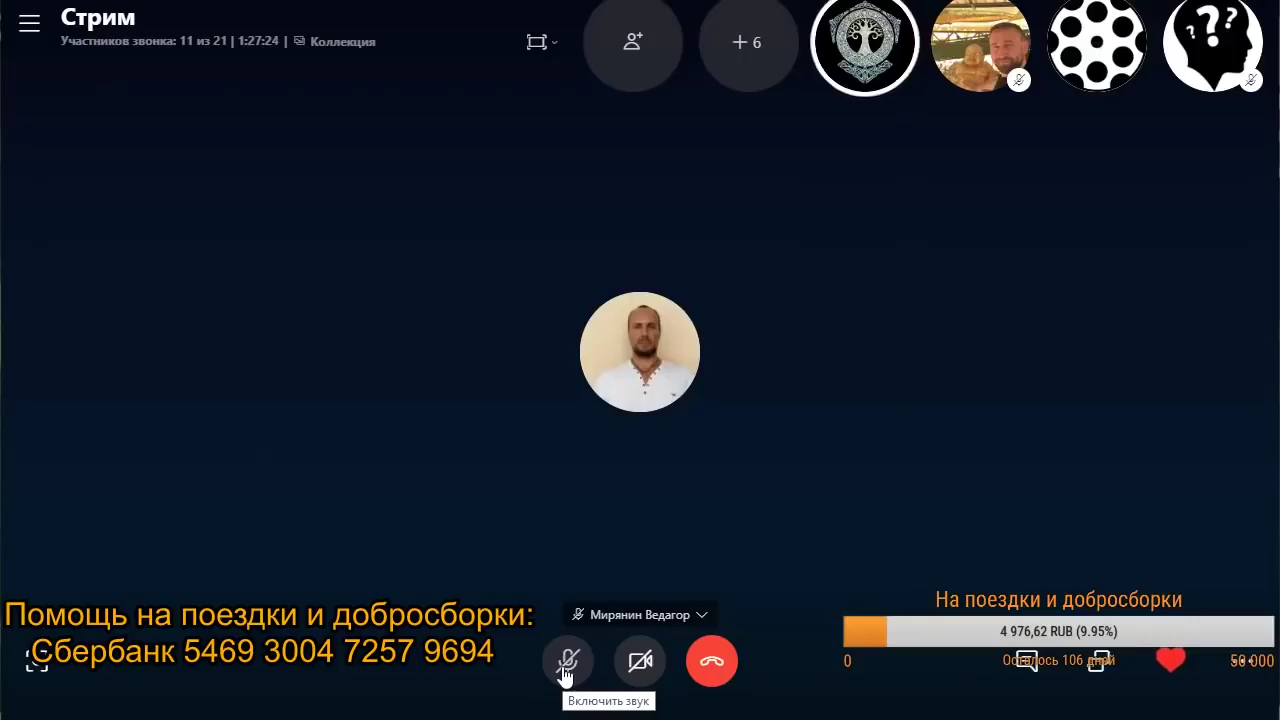 Стрим
Участников звонка: 11 из 21 | 1:27:24 | Коллекция
+ 6
? ? ?
Помощь на поездки и добросборки:
Сбербанк 5469 3004 7257 9694
Мирянин Ведагор
Включить звук
На поездки и добросборки
4 976,62 RUB (9.95%)
0
Осталось 106 дней
50 000